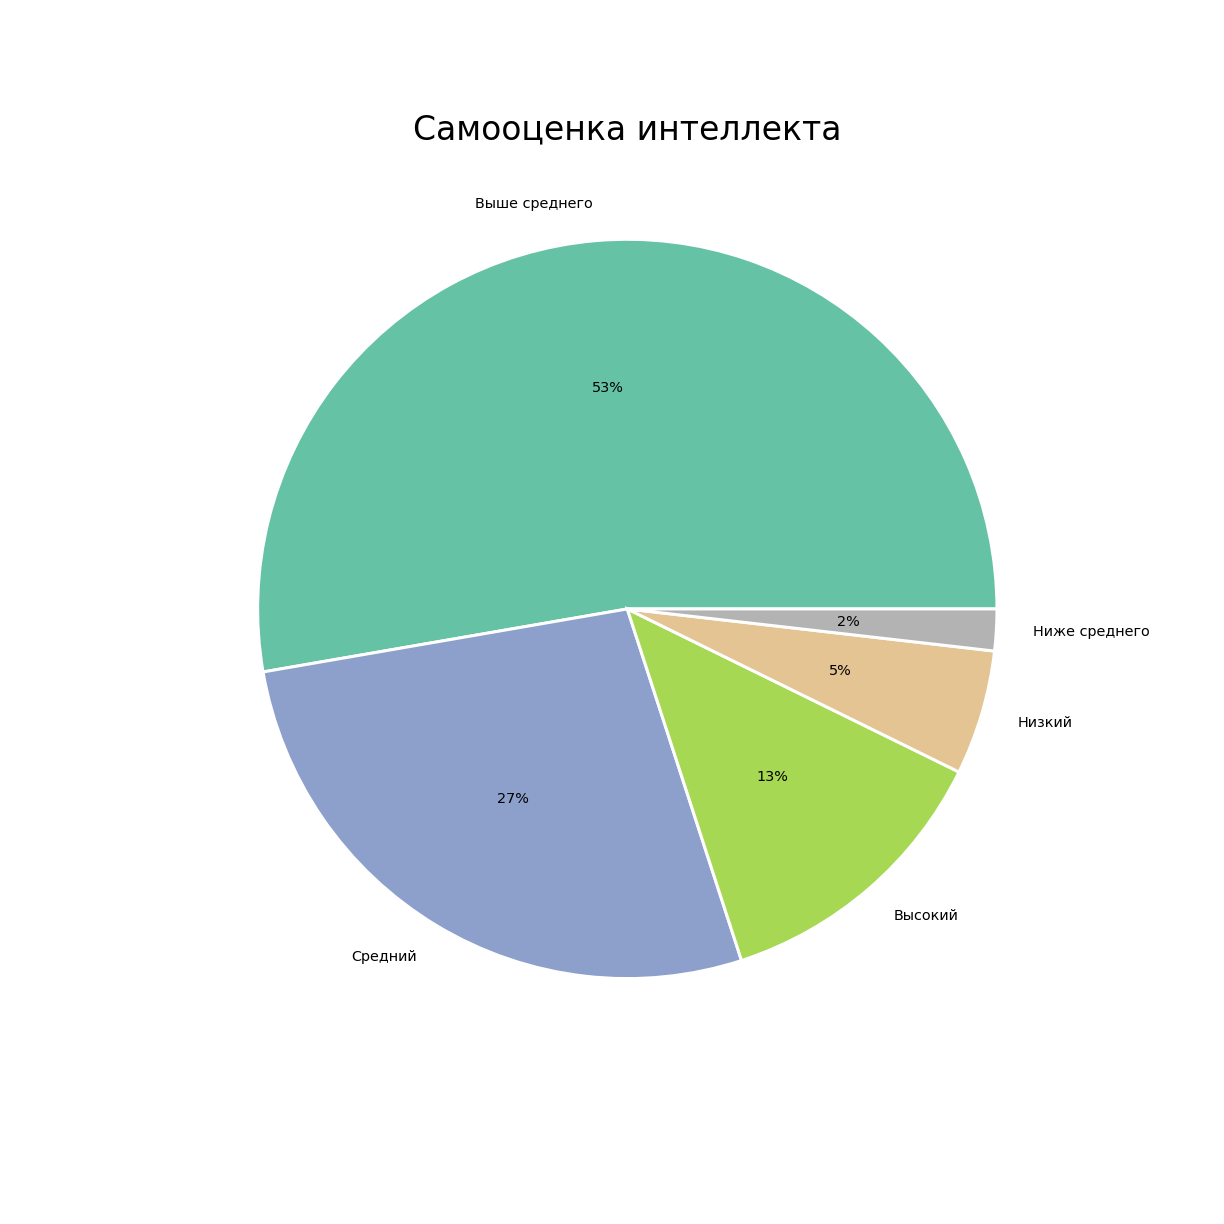 Самооценка интеллекта
Выше среднего
53%
2%
Ниже среднего
5%
Низкий
13%
27%
Высокий
Средний